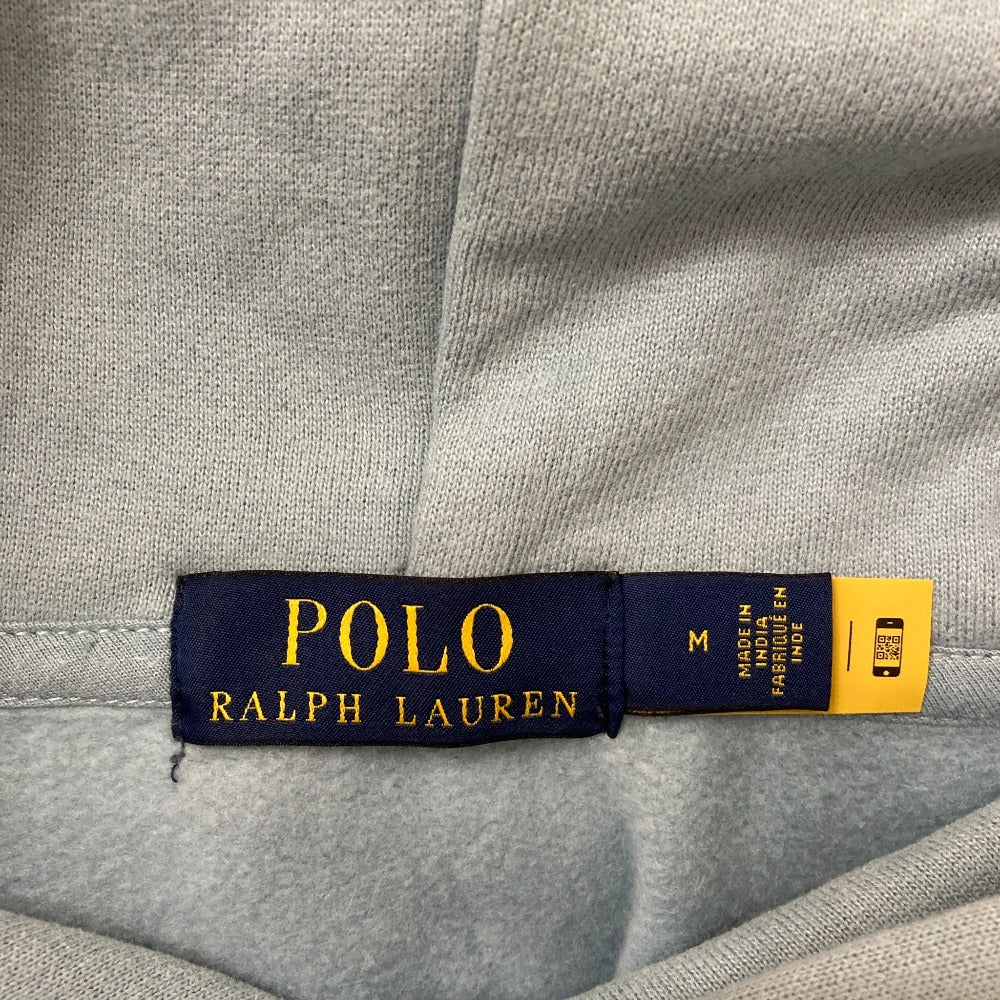 POLO
RALPH LAUREN
M
MADE IN
INDIA
FABRIQUÉ EN
INDE